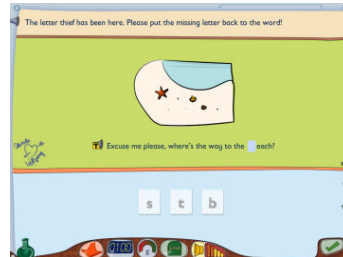 The letter thief has been here. Please put the missing letter back to the word!
Excuse me please, where's the way to the each?
s t b
0100